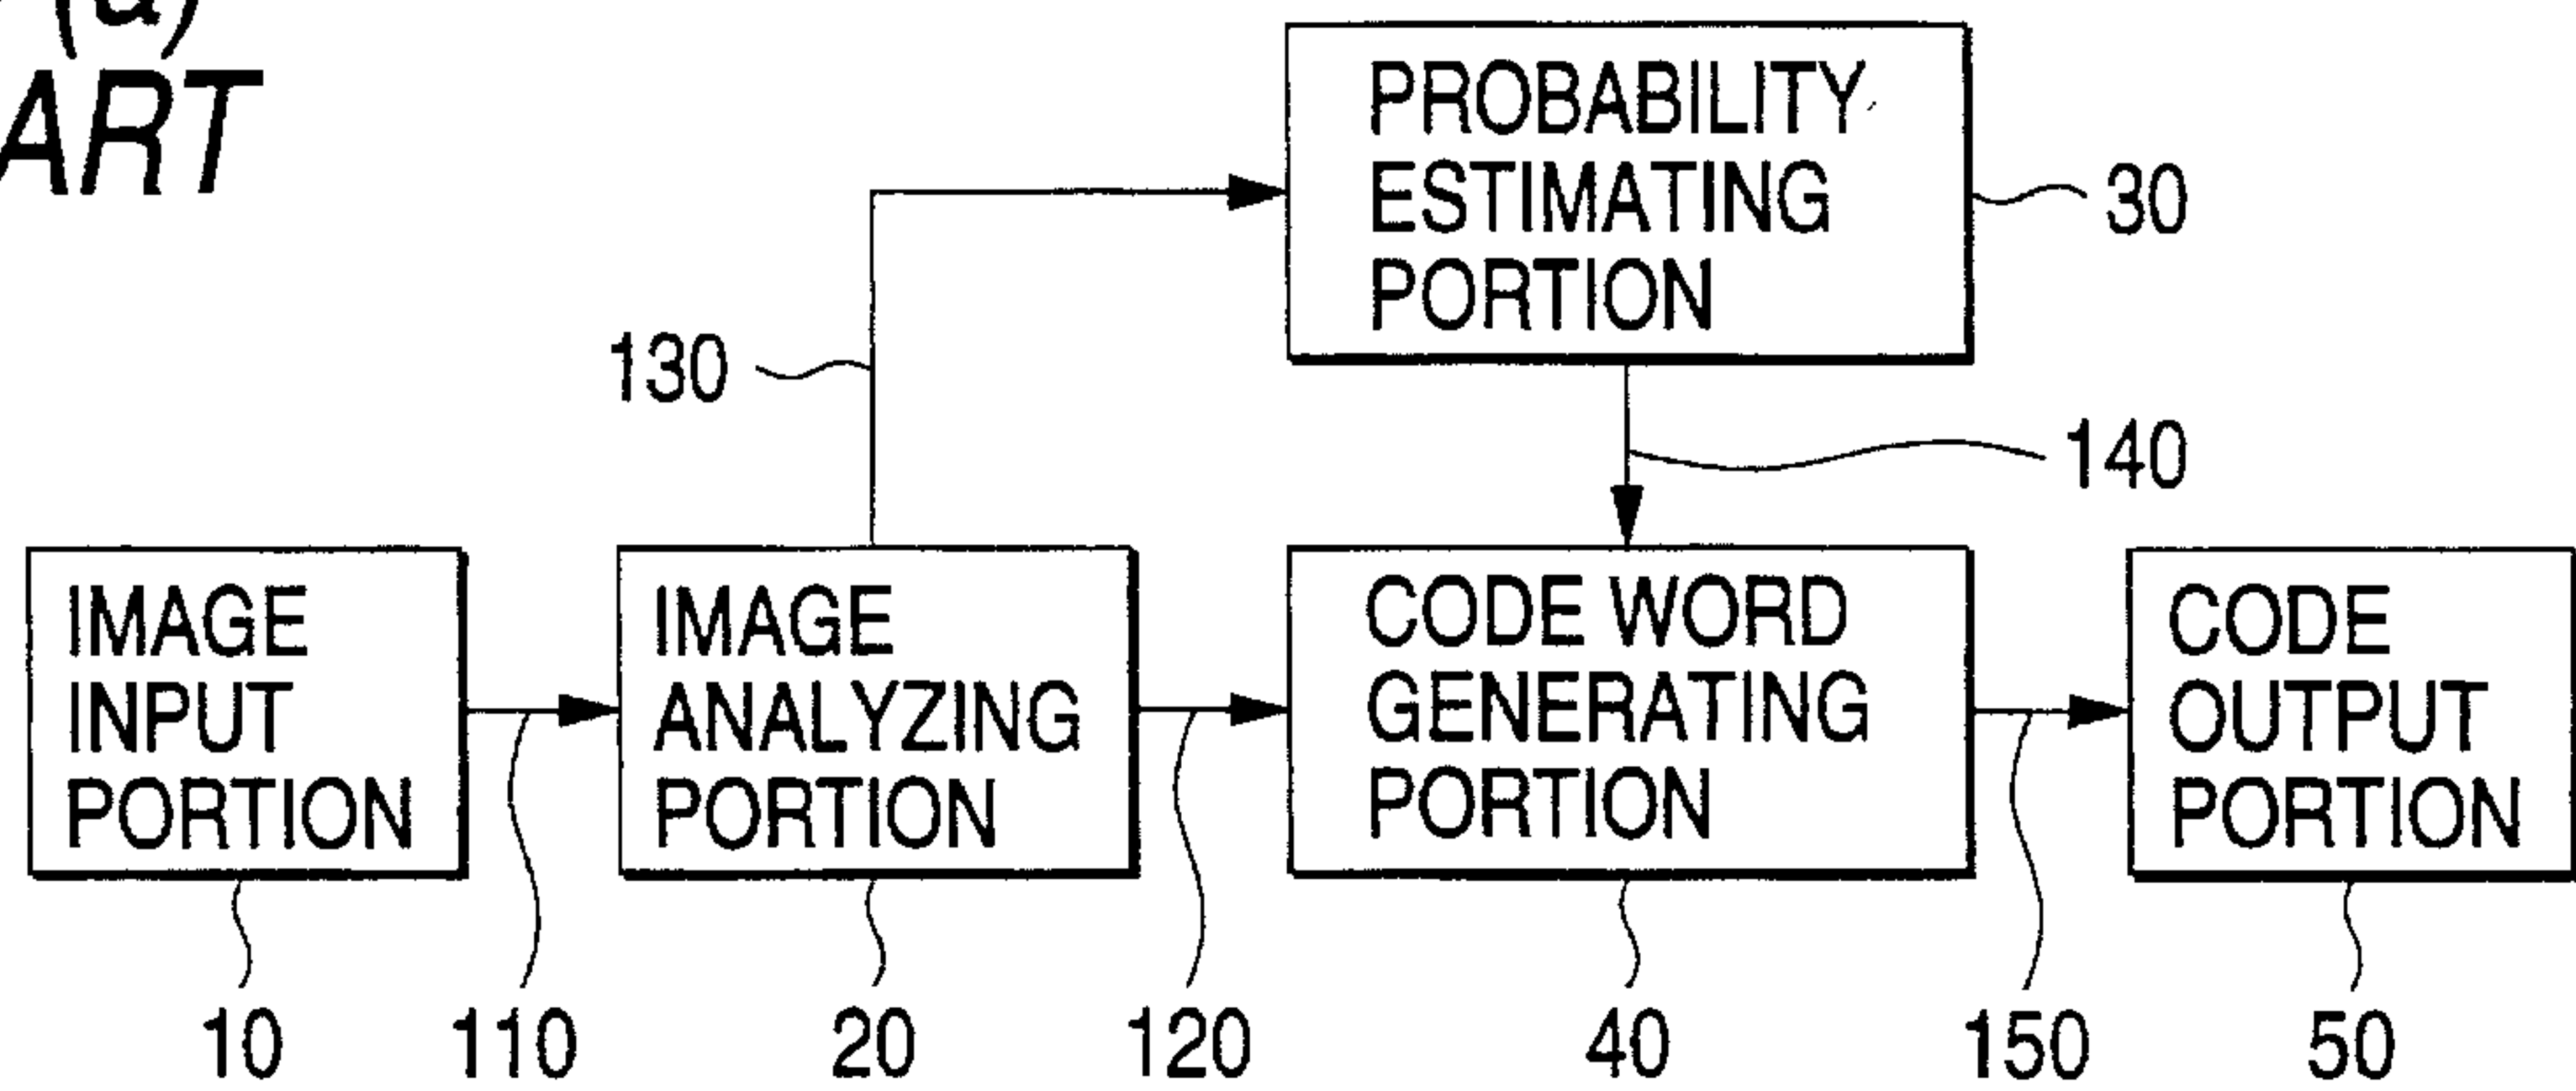 (a)
ART
PROBABILITY
ESTIMATING
PORTION
30
130
140
IMAGE
INPUT
PORTION
IMAGE
ANALYZING
PORTION
CODE WORD
GENERATING
PORTION
CODE
OUTPUT
PORTION
10
110
20
120
40
150
50